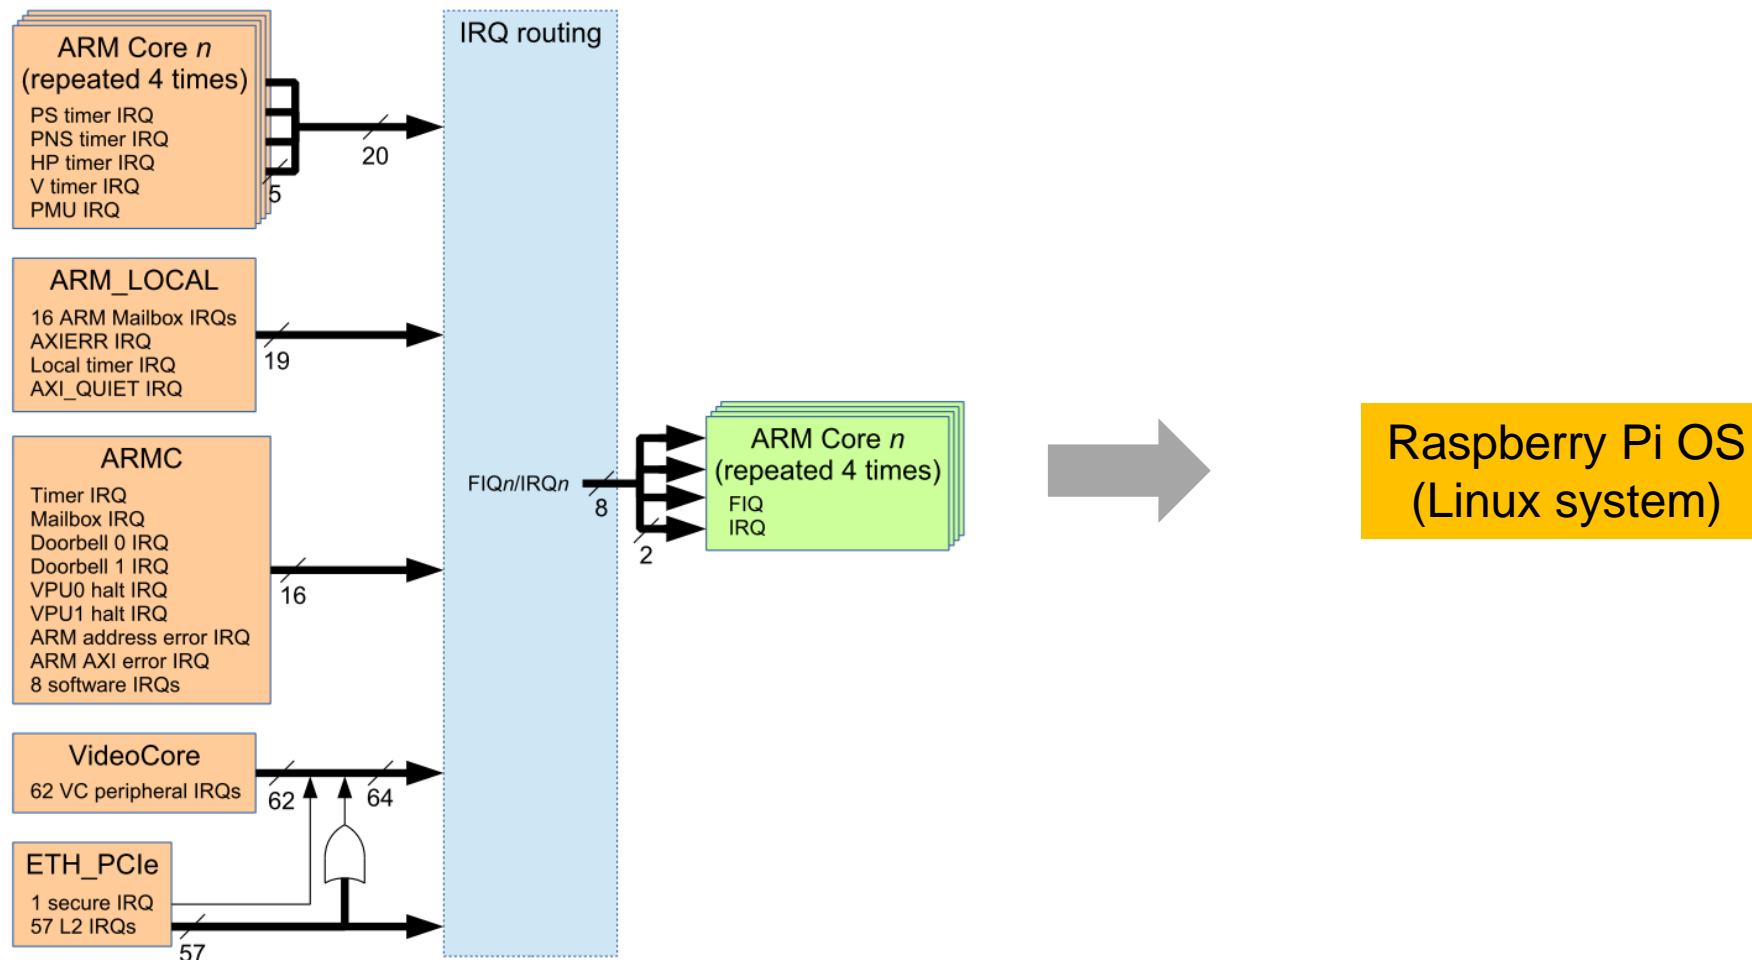 ARM Core n
(repeated 4 times)
PS timer IRQ
PNS timer IRQ
HP timer IRQ
V timer IRQ
PMU IRQ
5
20
ARM_LOCAL
16 ARM Mailbox IRQs
AXIERR IRQ
Local timer IRQ
AXI_QUIET IRQ
19
ARMC
Timer IRQ
Mailbox IRQ
Doorbell 0 IRQ
Doorbell 1 IRQ
VPU0 halt IRQ
VPU1 halt IRQ
ARM address error IRQ
ARM AXI error IRQ
8 software IRQs
16
VideoCore
62 VC peripheral IRQs
62
64
ETH_PCIe
1 secure IRQ
57 L2 IRQs
57
IRQ routing
FIQn/IRQn
8
2
ARM Core n
(repeated 4 times)
FIQ
IRQ
Raspberry Pi OS
(Linux system)